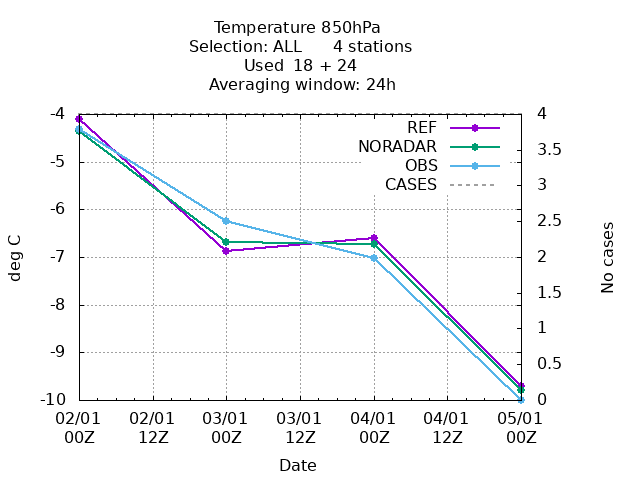 Temperature 850hPa
Selection: ALL      4 stations
Used  18 + 24
Averaging window: 24h
-4
-5
-6
-7
-8
-9
-10
deg C
REF
NORADAR
OBS
CASES
4
3.5
3
2.5
2
1.5
1
0.5
0
No cases
02/01 02/01 03/01 03/01 04/01 04/01 05/01
00Z 12Z 00Z 12Z 00Z 12Z 00Z
Date